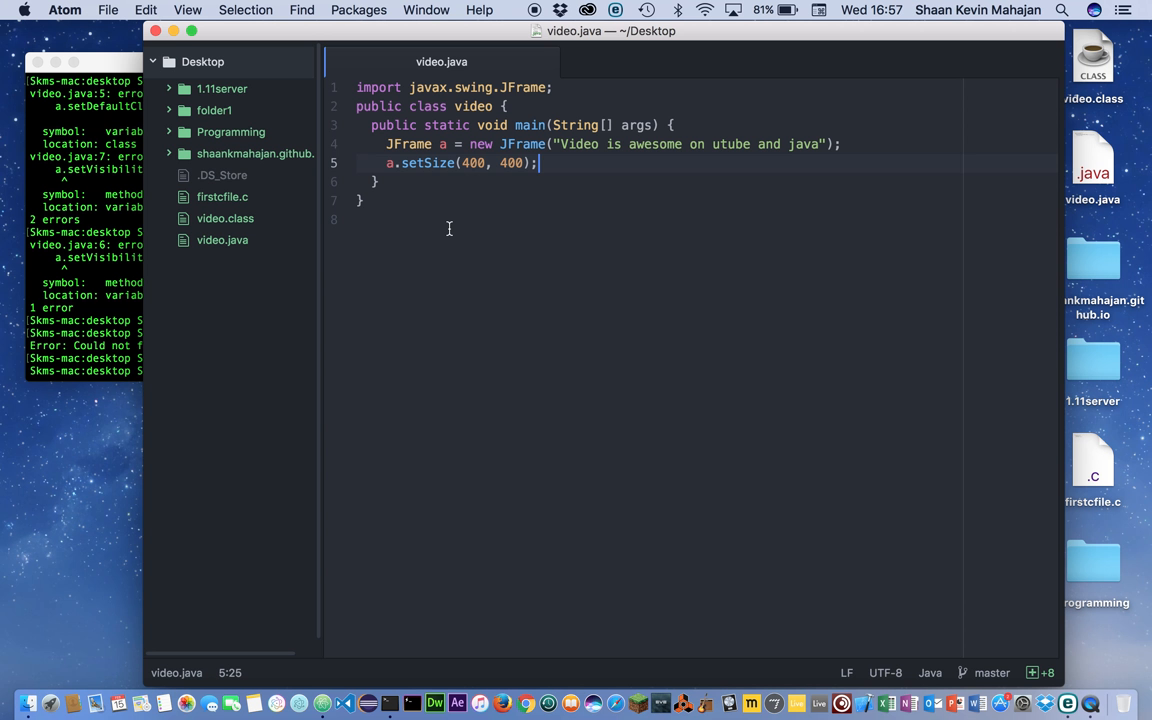 Atom File Edit View Selection Find Packages Window Help 81% Wed 16:57 Shaan Kevin Mahajan
video.java — ~/Desktop
Desktop
1.11server
folder1
Programming
shaankmahajan.github.
.DS_Store
firstcfile.c
video.class
video.java
video.java
1 import javax.swing.JFrame;
2 public class video {
3 public static void main(String[] args) {
4 JFrame a = new JFrame("Video is awesome on utube and java");
5 a.setSize(400, 400);
6 }
7 }
8
[Skms-mac:desktop S
video.java:5: erro
a.setDefaultCl
symbol: variab
location: class
video.java:7: erro
a.setVisibilit
^
symbol: method
location: variab
2 errors
[Skms-mac:desktop S
video.java:6: erro
a.setVisibilit
^
symbol: method
location: variab
1 error
[Skms-mac:desktop S
[Skms-mac:desktop S
Error: Could not f
[Skms-mac:desktop S
Skms-mac:desktop S
CLASS
video.class
.java
video.java
ankmahajan.git
hub.io
1.11server
.C
firstcfile.c
rogramming
video.java 5:25 LF UTF-8 Java master +8
15 Dw Ae m Live Live